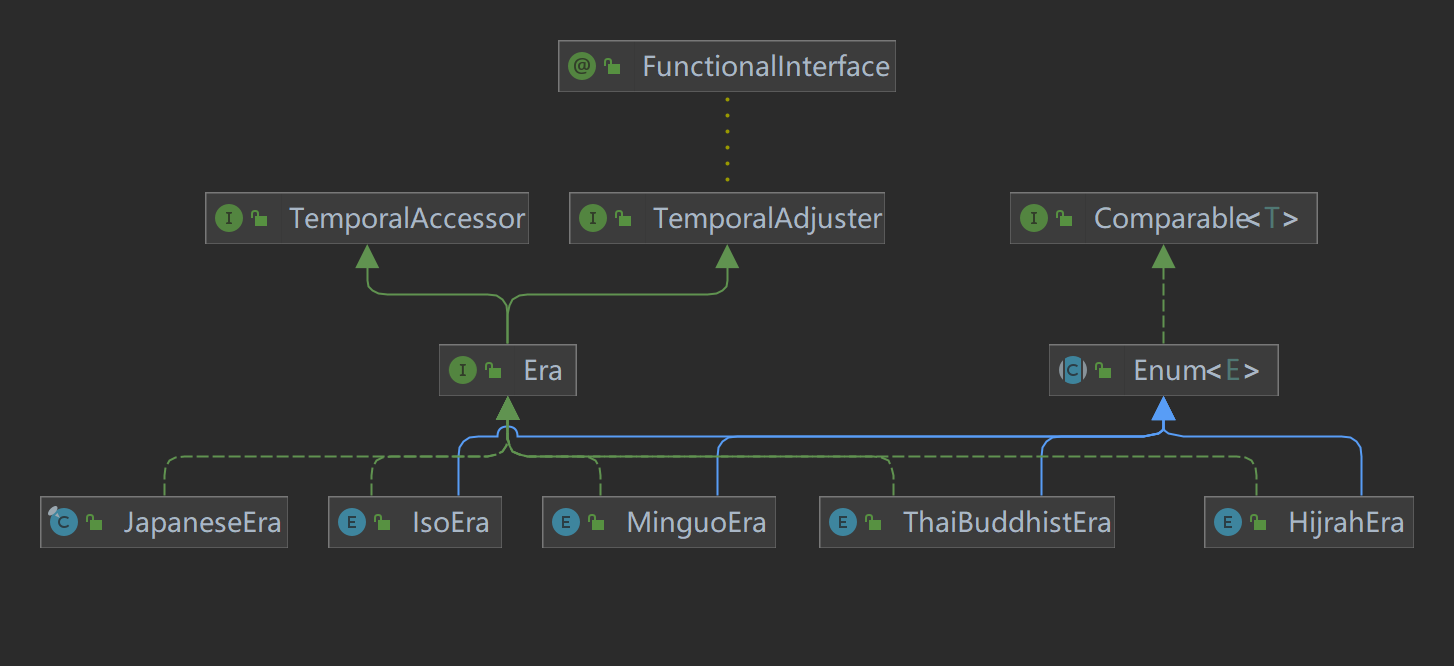 @ FunctionalInterface
I TemporalAccessor
I TemporalAdjuster
I Comparable<T>
I Era
C Enum<E>
C JapaneseEra
E IsoEra
E MinguoEra
E ThaiBuddhistEra
E HijrahEra